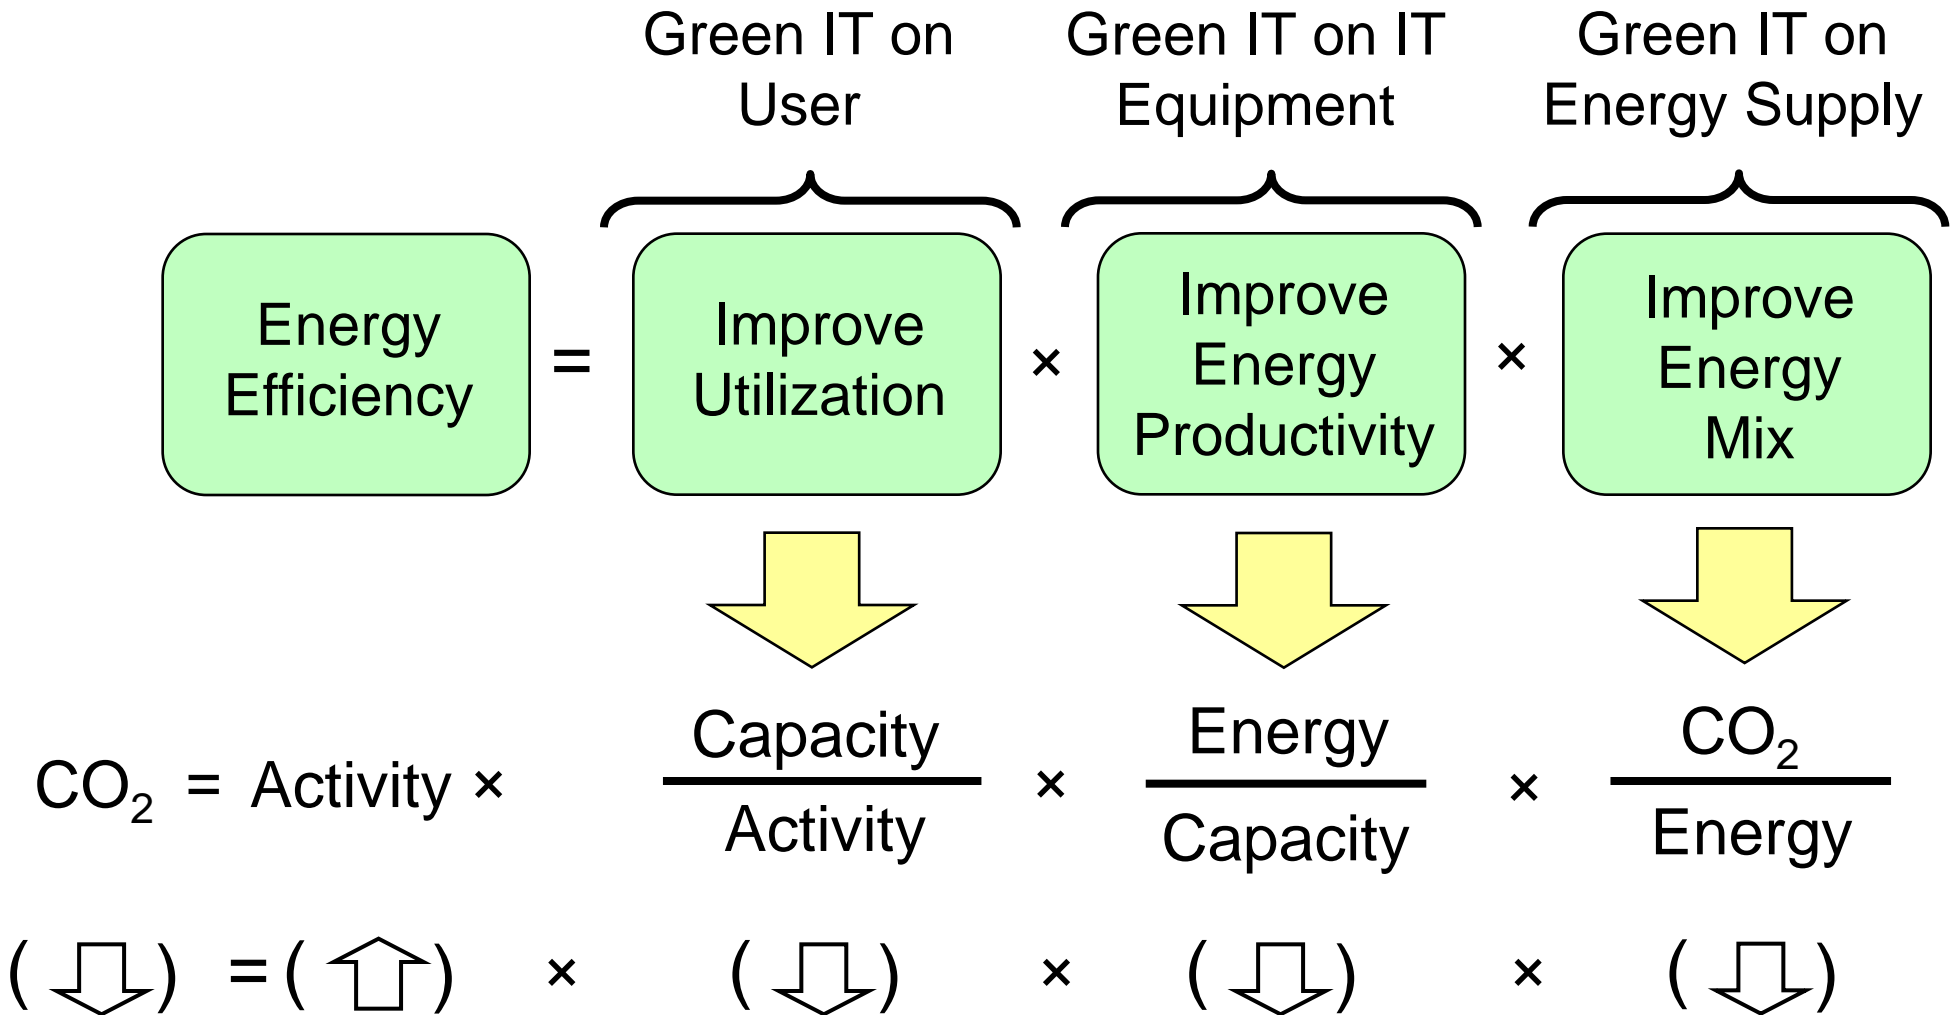 Green IT on
User
Green IT on IT
Equipment
Green IT on
Energy Supply
Energy
Efficiency
=
Improve
Utilization
×
Improve
Energy
Productivity
×
Improve
Energy
Mix
CO₂ = Activity ×
Capacity
Activity
×
Energy
Capacity
×
CO₂
Energy
( ) = ( ) × ( ) × ( ) × ( )